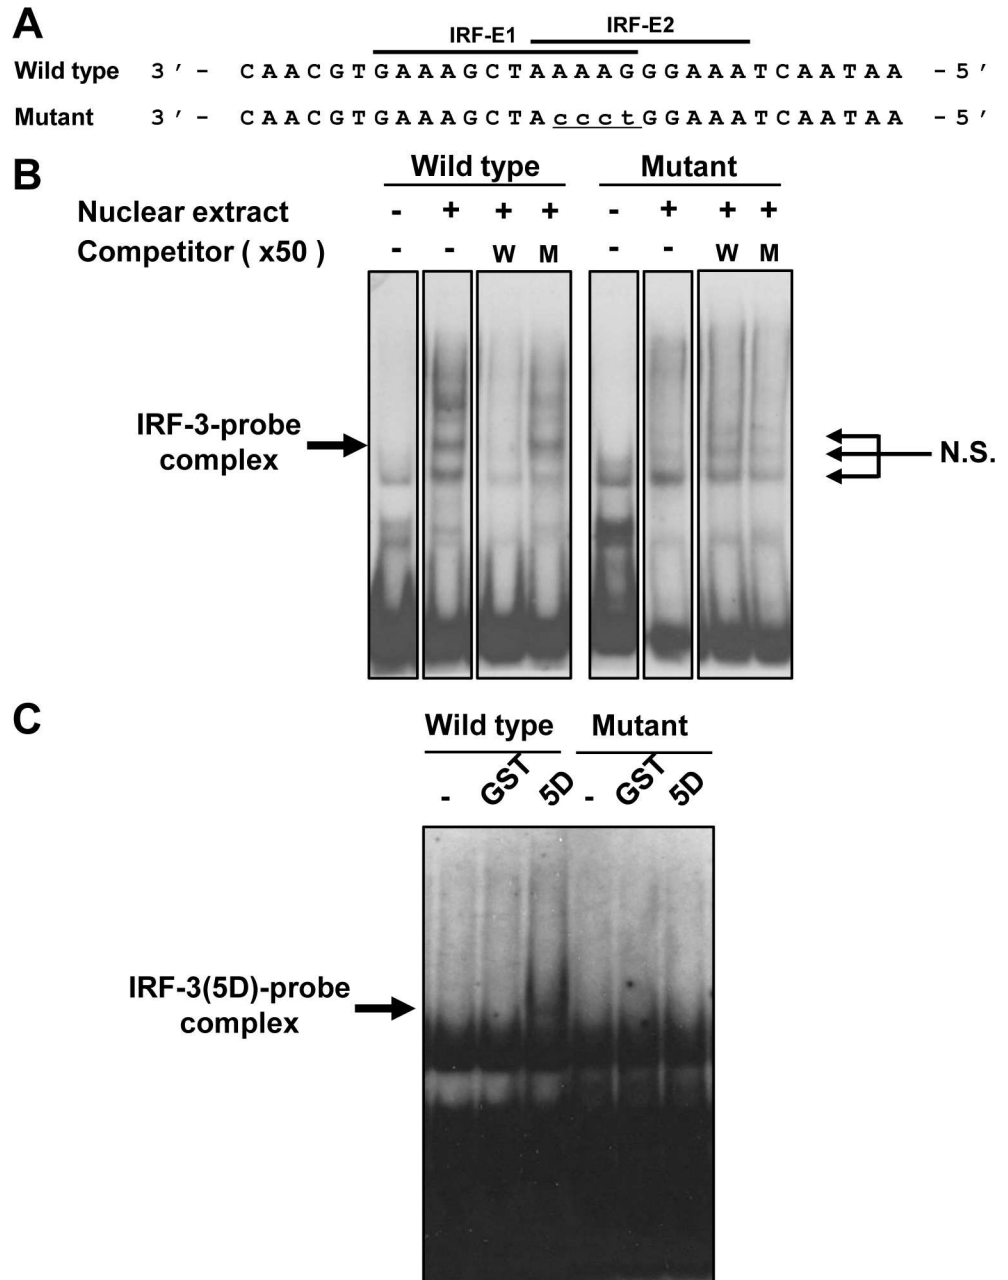 A
IRF-E1 IRF-E2
Wild type 3′- CAACGTGAAAGCTAAAAGGGAAATCAATAA -5′
Mutant 3′- CAACGTGAAAGCTAccctGGAAATCAATAA -5′
B
Wild type Mutant
Nuclear extract - + + + - + + +
Competitor ( x50 ) - - W M - - W M
IRF-3-probe
complex
N.S.
C
Wild type Mutant
- GST 5D - GST 5D
IRF-3(5D)-probe
complex